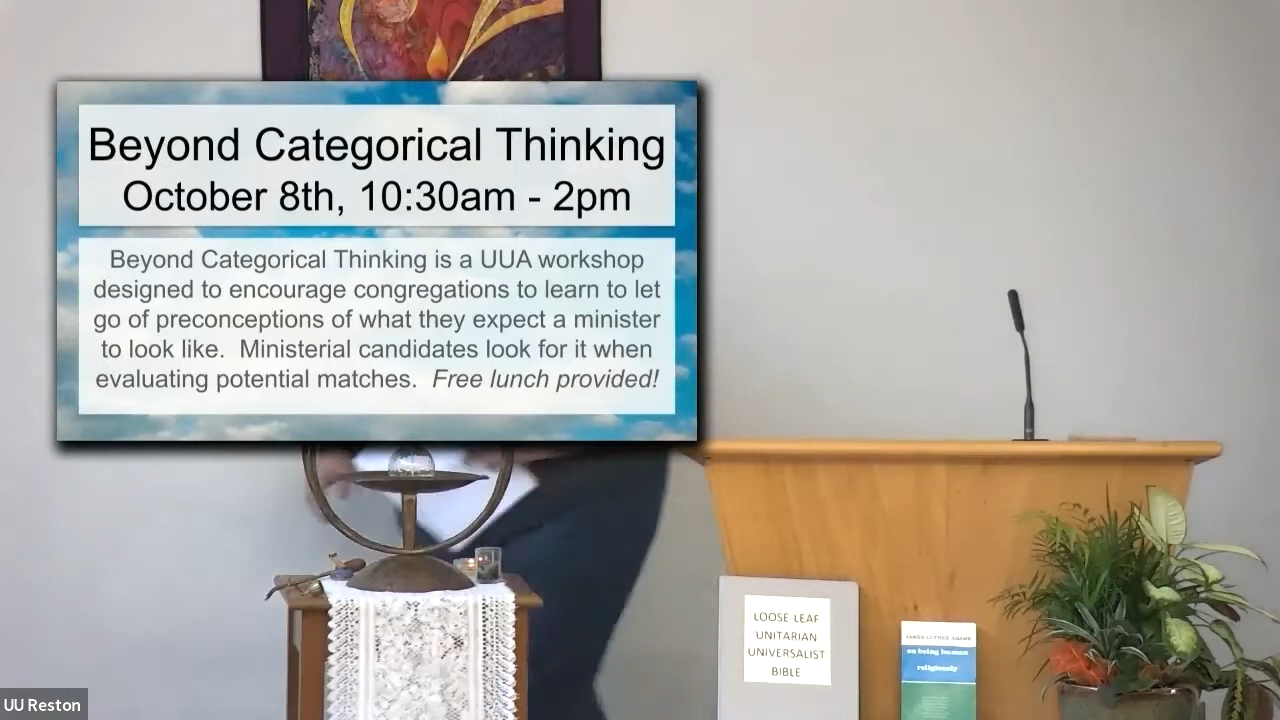 Beyond Categorical Thinking
October 8th, 10:30am - 2pm
Beyond Categorical Thinking is a UUA workshop
designed to encourage congregations to learn to let
go of preconceptions of what they expect a minister
to look like.  Ministerial candidates look for it when
evaluating potential matches.  Free lunch provided!
LOOSE-LEAF
UNITARIAN
UNIVERSALIST
BIBLE
JAMES LUTHER ADAMS
on being human
religiously
UU Reston